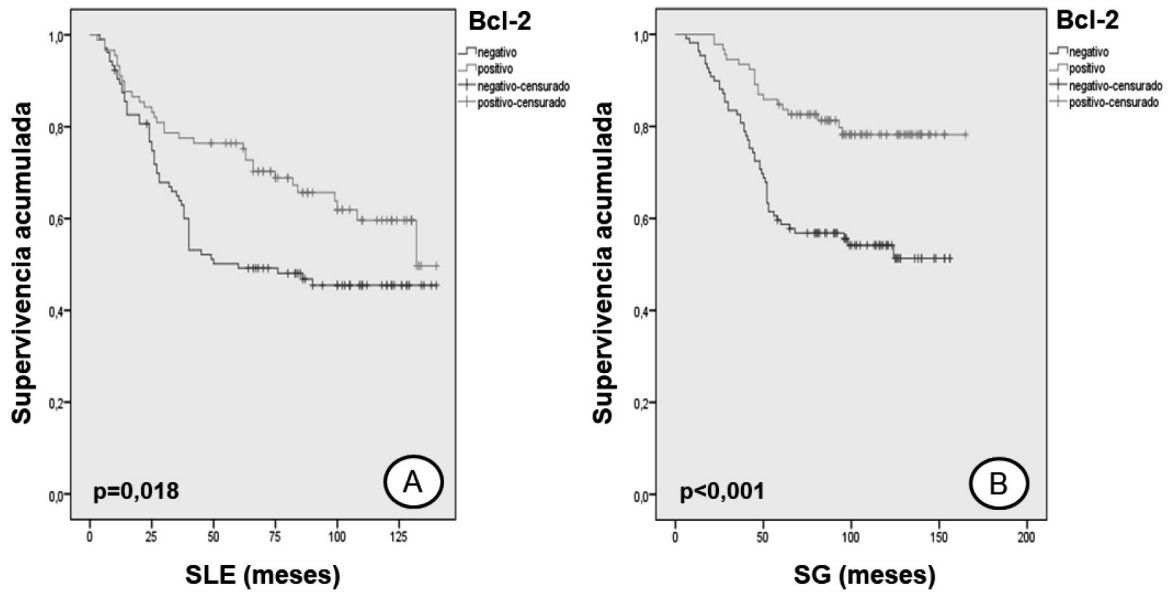 Bcl-2
negativo
positivo
negativo-censurado
positivo-censurado
Supervivencia acumulada
1,0
0,8
0,6
0,4
0,2
0,0
p=0,018
A
0 25 50 75 100 125
SLE (meses)
Bcl-2
negativo
positivo
negativo-censurado
positivo-censurado
Supervivencia acumulada
1,0
0,8
0,6
0,4
0,2
0,0
p<0,001
B
0 50 100 150 200
SG (meses)